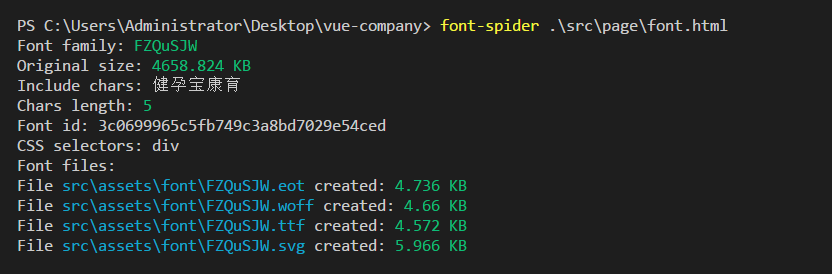 PS C:\Users\Administrator\Desktop\vue-company> font-spider .\src\page\font.html
Font family: FZQuSJW
Original size: 4658.824 KB
Include chars: 健孕宝康育
Chars length: 5
Font id: 3c0699965c5fb749c3a8bd7029e54ced
CSS selectors: div
Font files:
File src\assets\font\FZQuSJW.eot created: 4.736 KB
File src\assets\font\FZQuSJW.woff created: 4.66 KB
File src\assets\font\FZQuSJW.ttf created: 4.572 KB
File src\assets\font\FZQuSJW.svg created: 5.966 KB